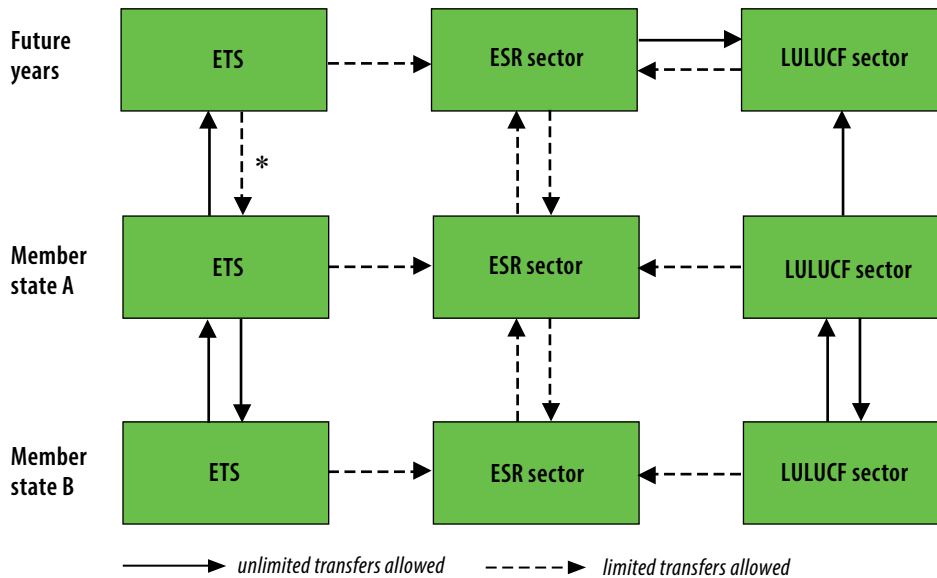 Future
years
ETS
ESR sector
LULUCF sector
*
Member
state A
ETS
ESR sector
LULUCF sector
Member
state B
ETS
ESR sector
LULUCF sector
unlimited transfers allowed
limited transfers allowed